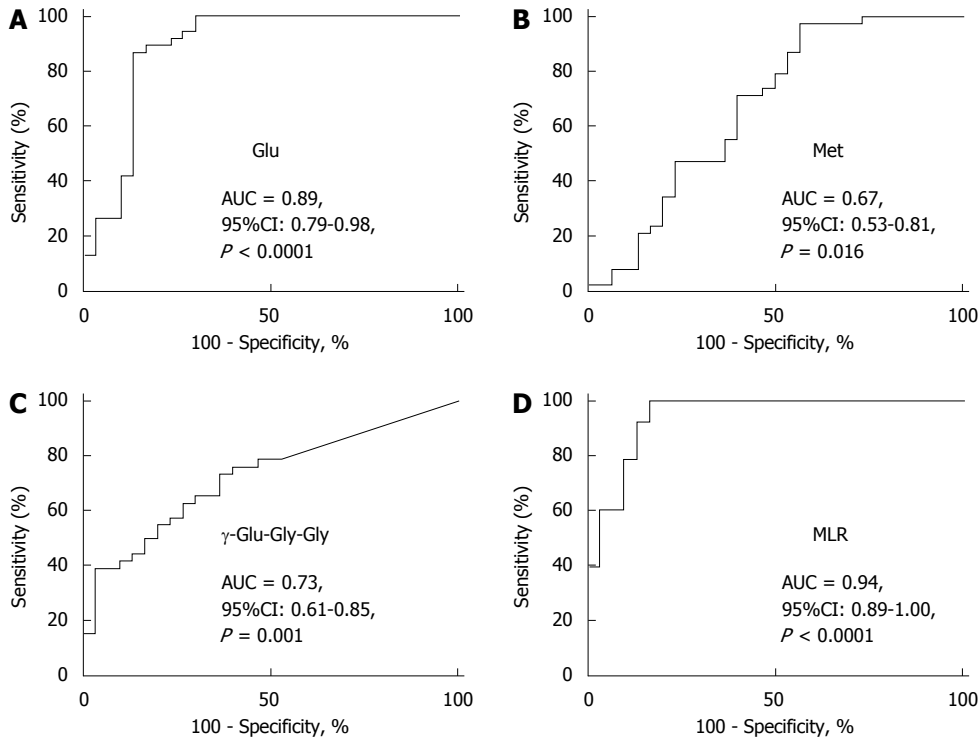 A
100
80
60
40
20
0
Sensitivity (%)
Glu
AUC = 0.89,
95%CI: 0.79-0.98,
P < 0.0001
0 50 100
100 - Specificity, %
B
100
80
60
40
20
0
Sensitivity (%)
Met
AUC = 0.67,
95%CI: 0.53-0.81,
P = 0.016
0 50 100
100 - Specificity, %
C
100
80
60
40
20
0
Sensitivity (%)
γ-Glu-Gly-Gly
AUC = 0.73,
95%CI: 0.61-0.85,
P = 0.001
0 50 100
100 - Specificity, %
D
100
80
60
40
20
0
Sensitivity (%)
MLR
AUC = 0.94,
95%CI: 0.89-1.00,
P < 0.0001
0 50 100
100 - Specificity, %